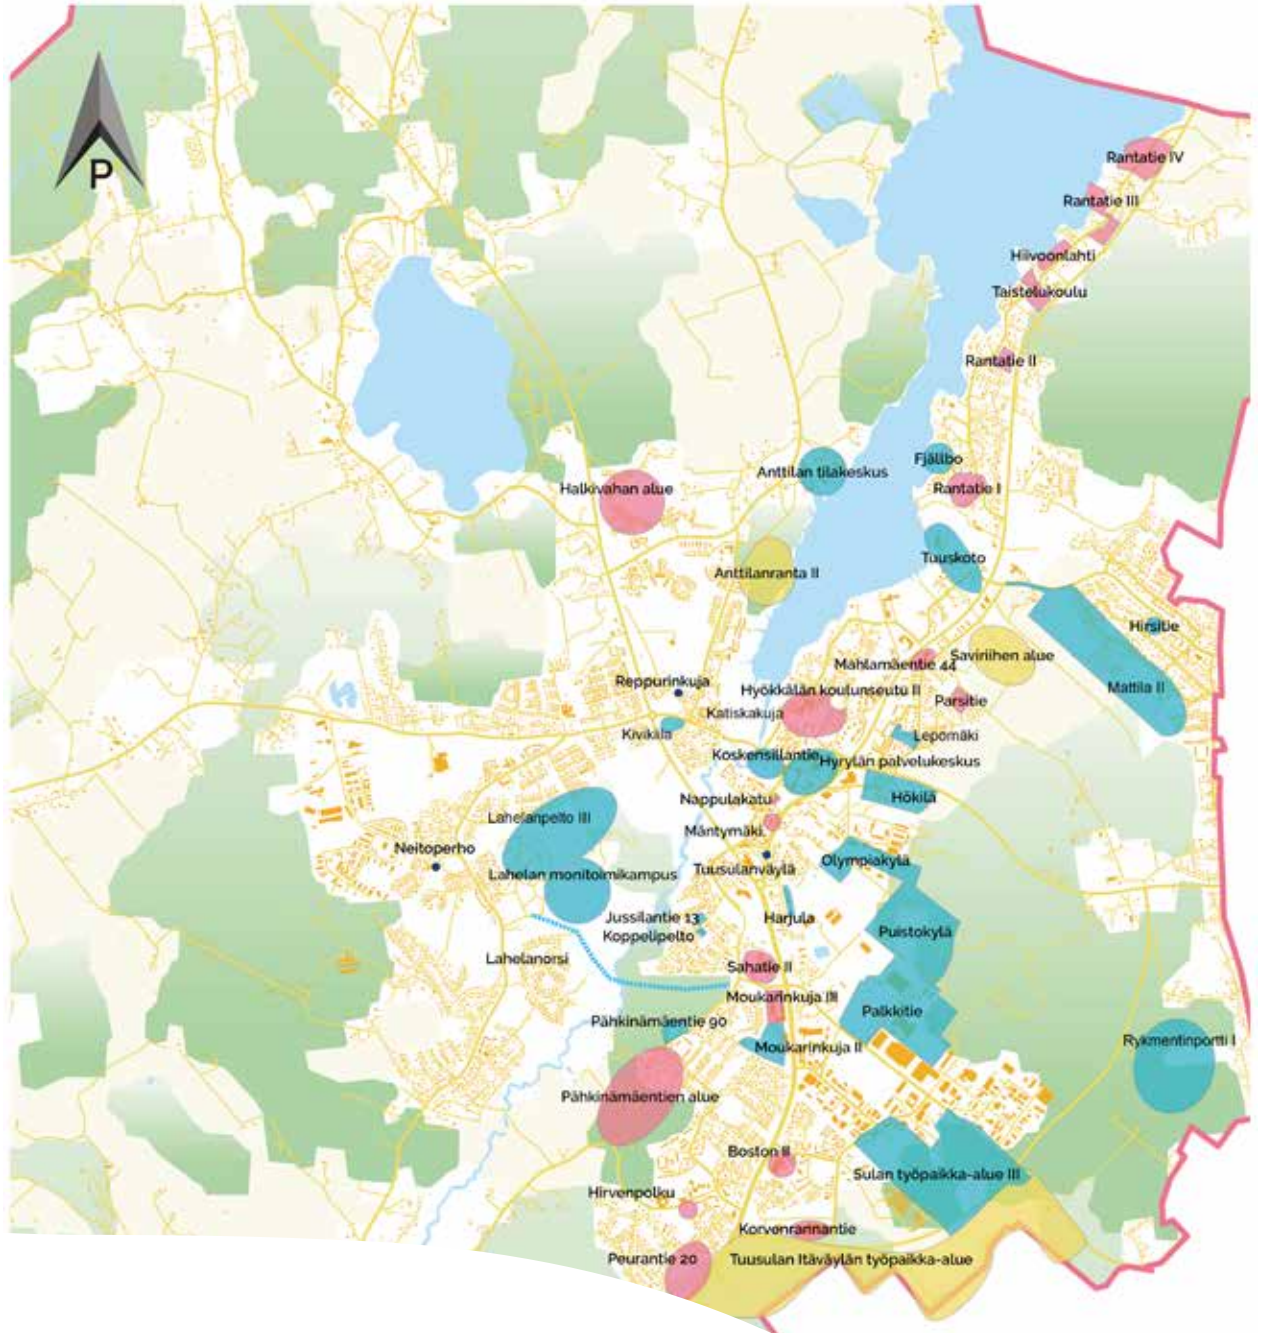 P
Rantatie IV
Rantatie III
Hiivoonlahti
Taistelukoulu
Rantatie II
Fjällbo
Anttilan tilakeskus
Halkivahan alue
Rantatie I
Tuuskoto
Anttilanranta II
Hirsitie
Saviriihen alue
Mahlamäentie 44
Reppurinkuja
Hyökkälän koulunseutu II
Mattila II
Parsitie
Katiskakuja
Kivikila
Lepomäki
Koskensillantie
Hyrylän palvelukeskus
Nappulakatu
Hökilä
Lahelanpelto III
Mäntymäki
Neitoperho
Olympiakylä
Tuusulanväylä
Lahelan monitoimikampus
Jussilantie 13
Harjula
Koppelipelto
Puistokylä
Lahelanorsi
Sahatie II
Moukarinkuja III
Palkkitie
Pähkinämäentie 90
Rykmentinportti I
Moukarinkuja II
Pähkinämäentien alue
Boston II
Sulan työpaikka-alue III
Hirvenpolku
Korvenrannantie
Peurantie 20
Tuusulan Itäväylän työpaikka-alue